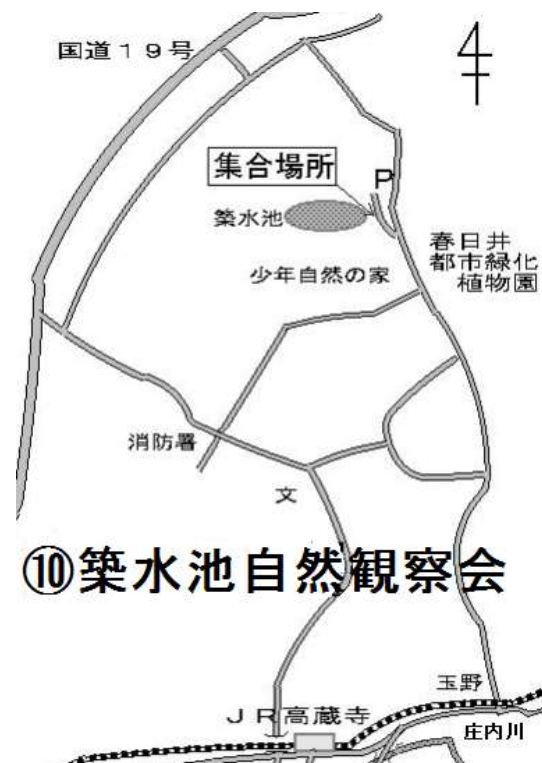 国道１９号
集合場所
P
築水池
春日井
都市緑化
植物園
少年自然の家
消防署
文
⑩築水池自然観察会
玉野
ＪＲ高蔵寺
庄内川